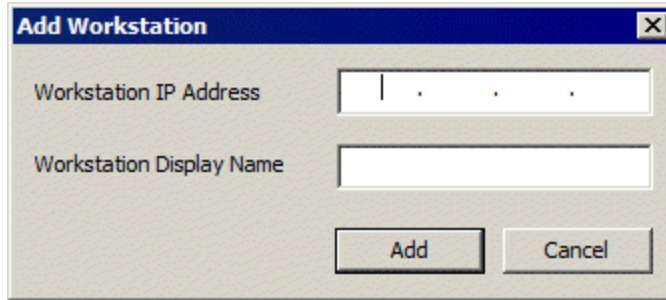 Add Workstation
Workstation IP Address
. . .
Workstation Display Name
Add Cancel